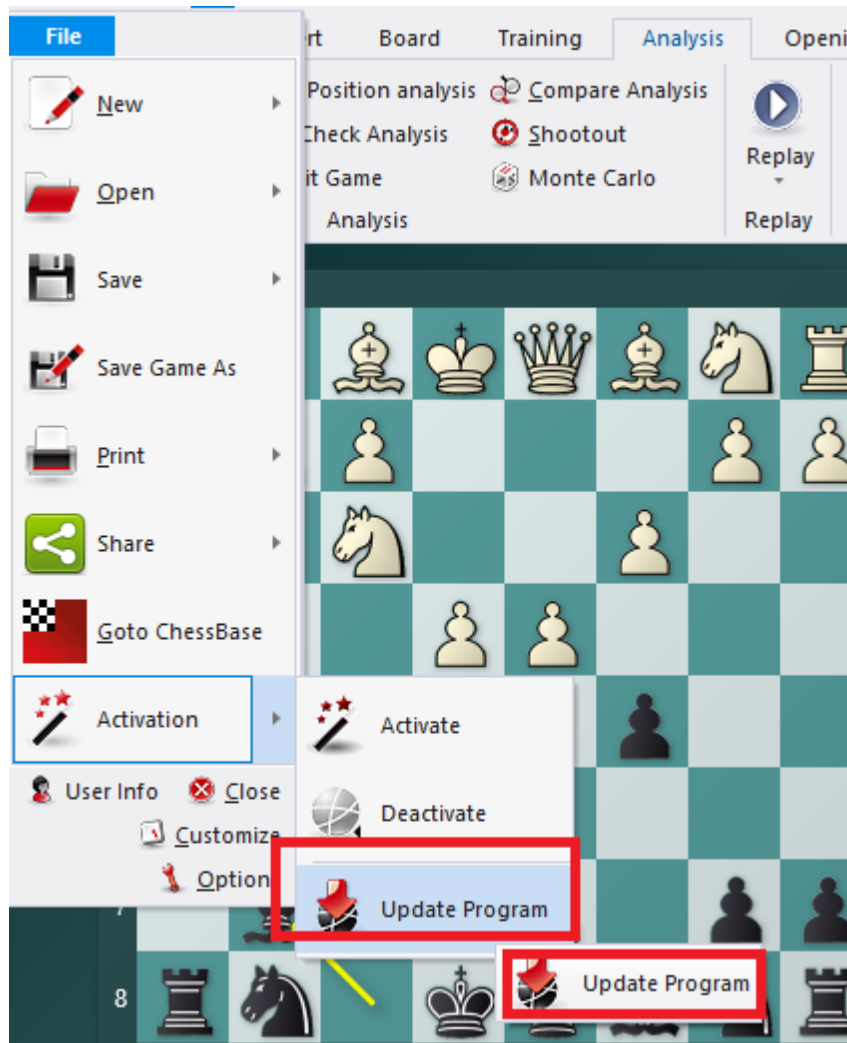 File
rt
Board
Training
Analysis
Openi
New
Position analysis
Compare Analysis
Check Analysis
Shootout
Replay
it Game
Monte Carlo
Analysis
Replay
Open
Save
Save Game As
Print
Share
Goto ChessBase
Activation
Activate
User Info
Close
Deactivate
Customize
Option
Update Program
7
Update Program
8